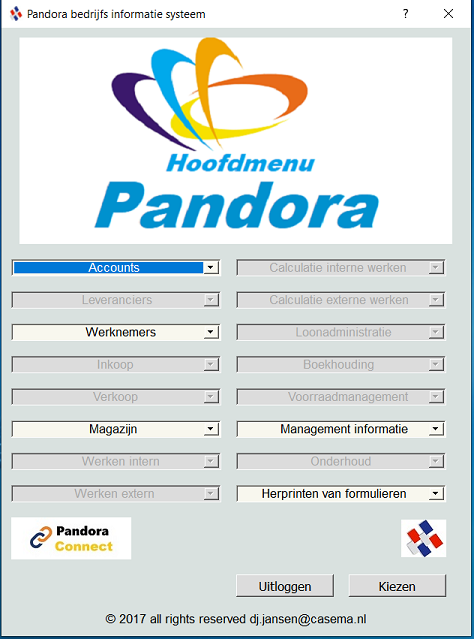 Pandora bedrijfs informatie systeem
Hoofdmenu
Pandora
Accounts
Calculatie interne werken
Leveranciers
Calculatie externe werken
Werknemers
Loonadministratie
Inkoop
Boekhouding
Verkoop
Voorraadmanagement
Magazijn
Management informatie
Werken intern
Onderhoud
Werken extern
Herprinten van formulieren
Pandora
Connect
Uitloggen
Kiezen
© 2017 all rights reserved dj.jansen@casema.nl